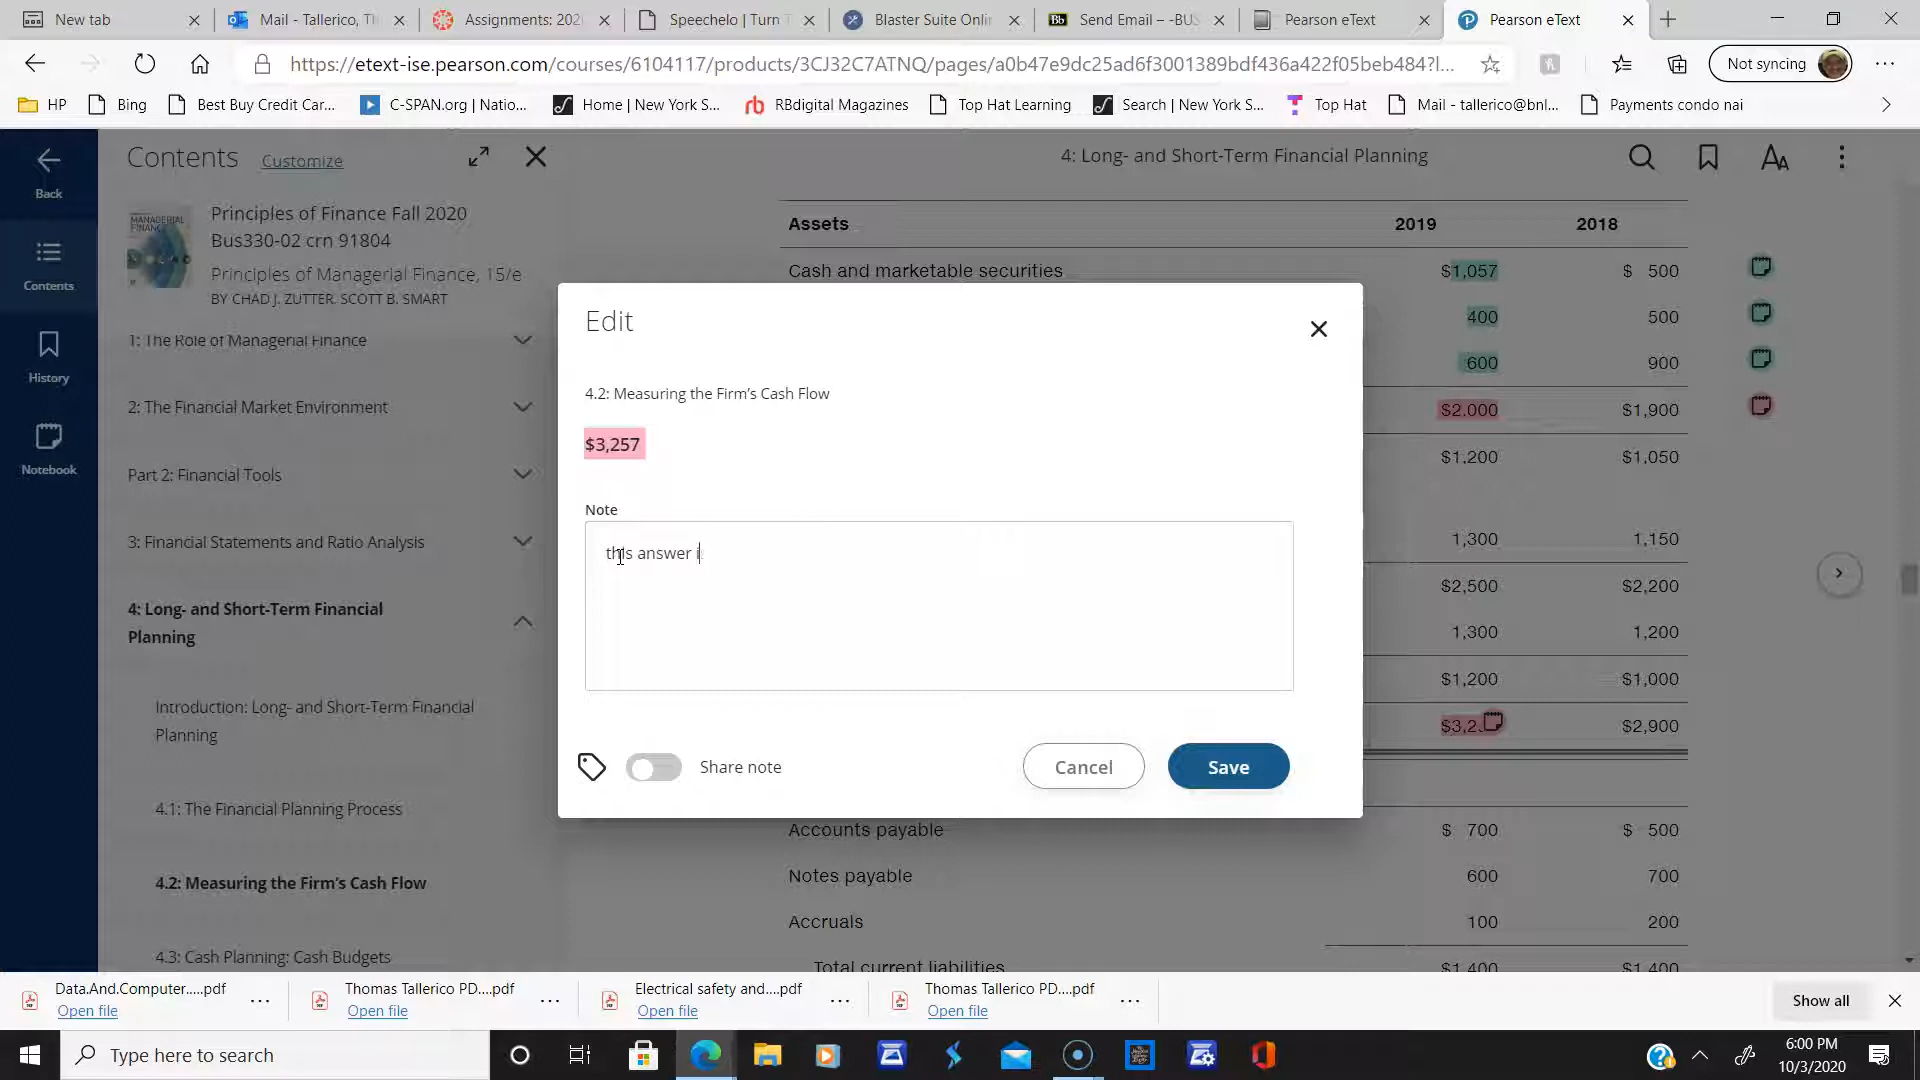 New tab
Mail - Tallerico, Th
Assignments: 202
Speechelo | Turn T
Blaster Suite Onli
Send Email – -BUS
Pearson eText
Pearson eText
https://etext-ise.pearson.com/courses/6104117/products/3CJ32C7ATNQ/pages/a0b47e9dc25ad6f3001389bdf436a422f05beb484?l...
Not syncing
HP
Bing
Best Buy Credit Car...
C-SPAN.org | Natio...
Home | New York S...
RBdigital Magazines
Top Hat Learning
Search | New York S...
Top Hat
Mail - tallerico@bnl...
Payments condo nai
Back
Contents
History
Notebook
Contents Customize
Principles of Finance Fall 2020
Bus330-02 crn 91804
Principles of Managerial Finance, 15/e
BY CHAD J. ZUTTER. SCOTT B. SMART
1: The Role of Managerial Finance
2: The Financial Market Environment
Part 2: Financial Tools
3: Financial Statements and Ratio Analysis
4: Long- and Short-Term Financial
Planning
Introduction: Long- and Short-Term Financial
Planning
4.1: The Financial Planning Process
4.2: Measuring the Firm's Cash Flow
4.3: Cash Planning: Cash Budgets
4: Long- and Short-Term Financial Planning
Assets 2019 2018
Cash and marketable securities $1,057 $ 500
400 500
600 900
$2.000 $1,900
$1,200 $1,050
1,300 1,150
$2,500 $2,200
1,300 1,200
$1,200 $1,000
$3,2 $2,900
Accounts payable $ 700 $ 500
Notes payable 600 700
Accruals 100 200
Total current liabilities $1,400 $1,400
Edit
4.2: Measuring the Firm's Cash Flow
$3,257
Note
this answer i
Share note
Cancel
Save
Data.And.Computer.....pdf
Open file
Thomas Tallerico PD....pdf
Open file
Electrical safety and....pdf
Open file
Thomas Tallerico PD....pdf
Open file
Show all
Type here to search
6:00 PM
10/3/2020